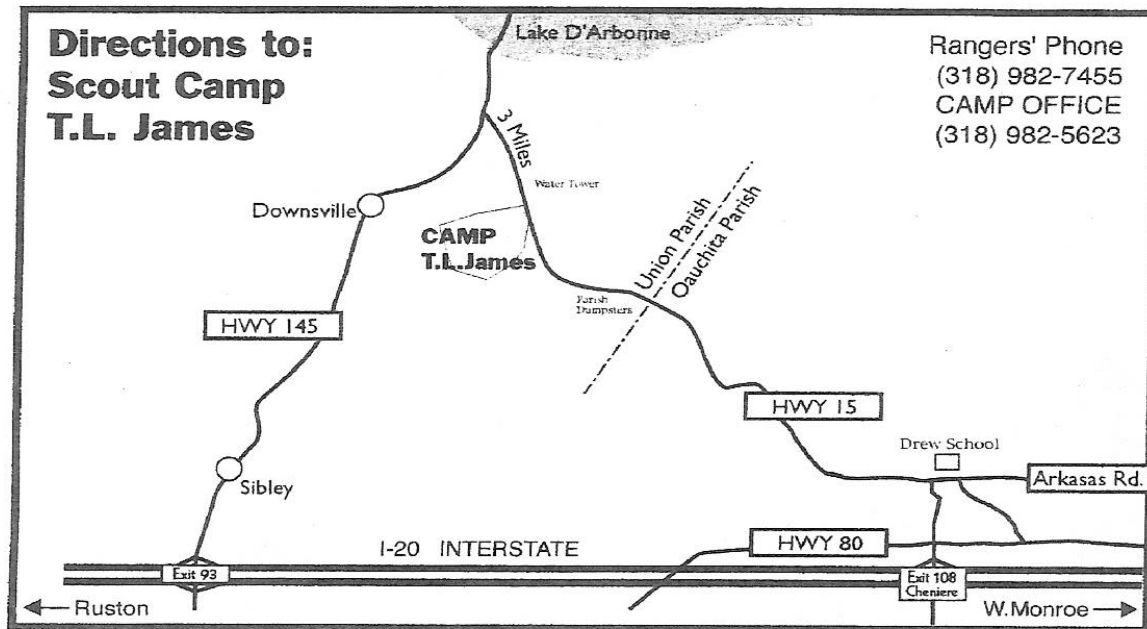 Directions to:
Scout Camp
T.L. James
Lake D'Arbonne
Rangers' Phone
(318) 982-7455
CAMP OFFICE
(318) 982-5623
3 Miles
Water Tower
Downsville
CAMP
T.L.James
Union Parish
Oauchita Parish
Parish
Dumpsters
HWY 145
HWY 15
Drew School
Sibley
Arkasas Rd.
I-20 INTERSTATE
HWY 80
Exit 93
Exit 108
Cheniere
Ruston
W.Monroe